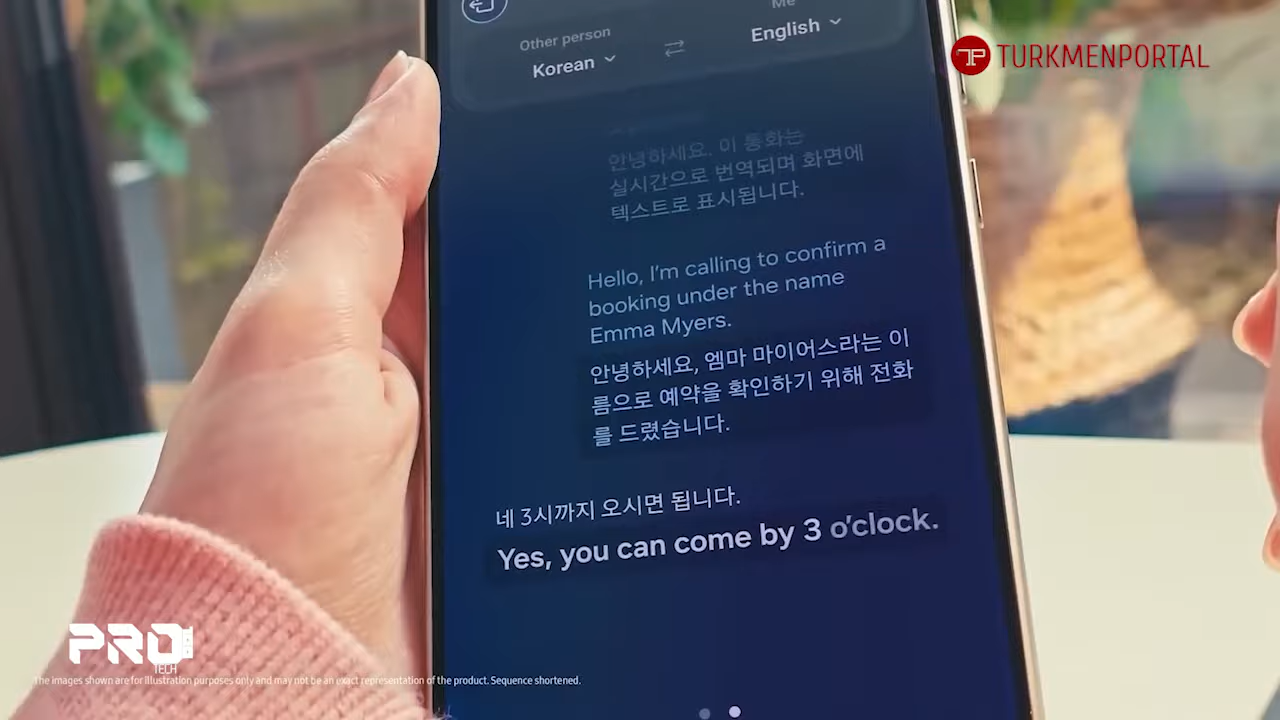 Me
Other person
English
Korean
TURKMENPORTAL
안녕하세요. 이 통화는
실시간으로 번역되며 화면에
텍스트로 표시됩니다.
Hello, I'm calling to confirm a
booking under the name
Emma Myers.
안녕하세요, 엠마 마이어스라는 이
름으로 예약을 확인하기 위해 전화
를 드렸습니다.
네 3시까지 오시면 됩니다.
Yes, you can come by 3 o'clock.
PRO
TECH
The images shown are for illustration purposes only and may not be an exact representation of the product. Sequence shortened.